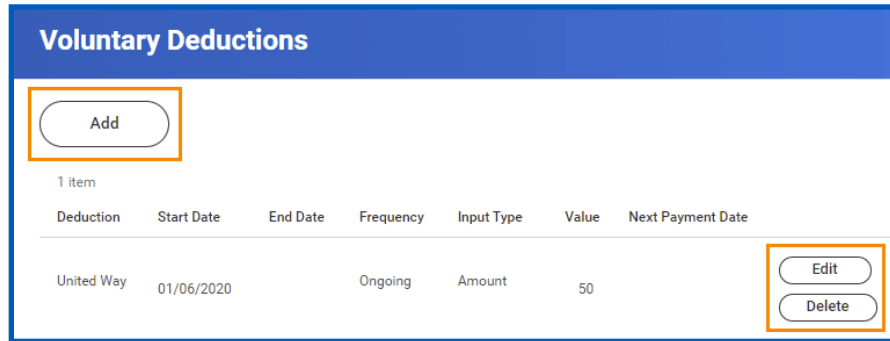 Voluntary Deductions
Add
1 item
Deduction Start Date End Date Frequency Input Type Value Next Payment Date
United Way 01/06/2020 Ongoing Amount 50
Edit
Delete